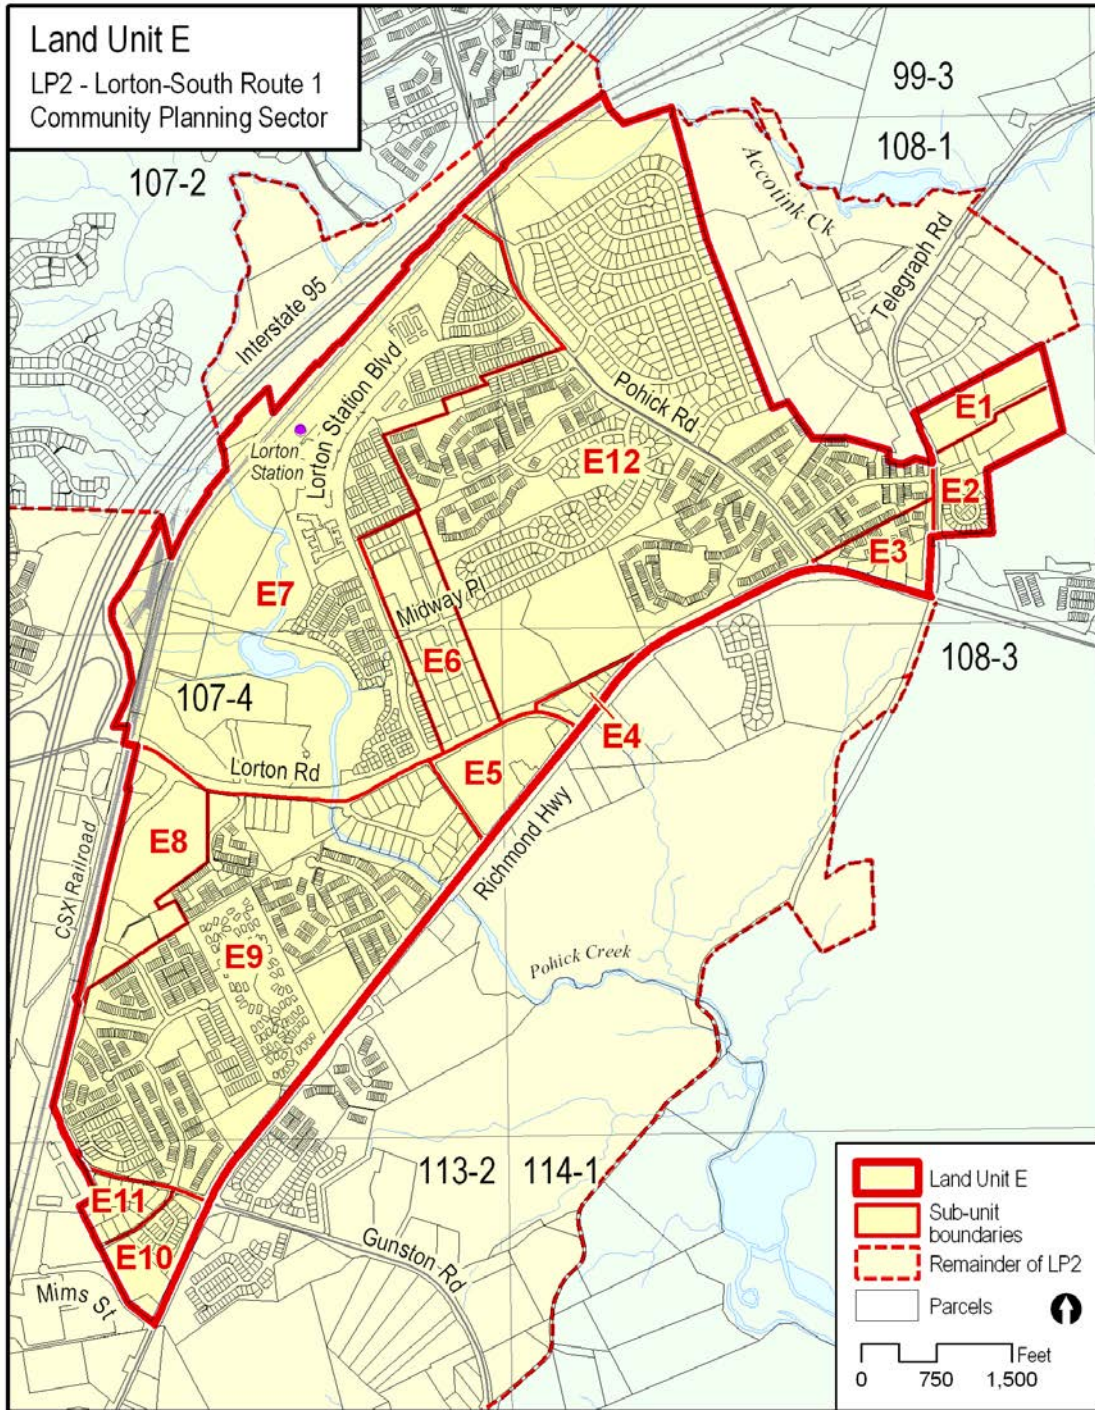 Land Unit E
LP2 - Lorton-South Route 1
Community Planning Sector
99-3
108-1
107-2
Accotink Ck
Telegraph Rd
Interstate 95
Lorton Station Blvd
Pohick Rd
E1
Lorton
Station
E12
E2
E3
E7
Midway Pl
E6
108-3
107-4
E4
Lorton Rd
E5
Richmond Hwy
E8
CSX Railroad
E9
Pohick Creek
113-2
114-1
E11
Gunston Rd
E10
Mims St
Land Unit E
Sub-unit
boundaries
Remainder of LP2
Parcels
Feet
0 750 1,500